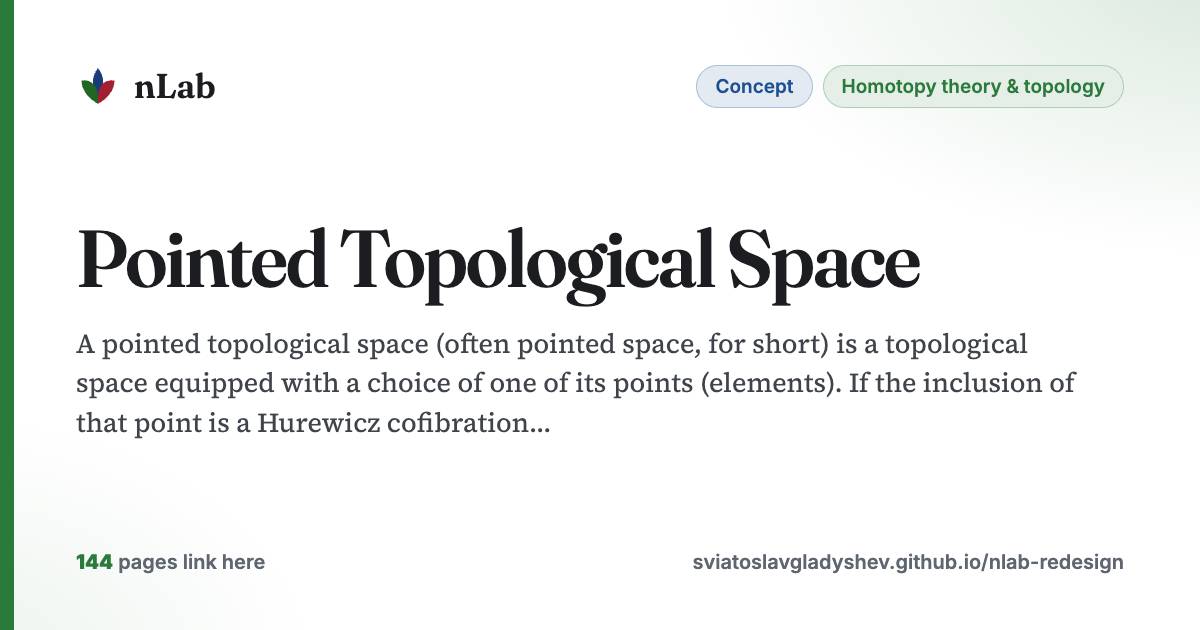 nLab
Concept
Homotopy theory & topology
Pointed Topological Space
A pointed topological space (often pointed space, for short) is a topological
space equipped with a choice of one of its points (elements). If the inclusion of
that point is a Hurewicz cofibration...
144 pages link here
sviatoslavgladyshev.github.io/nlab-redesign